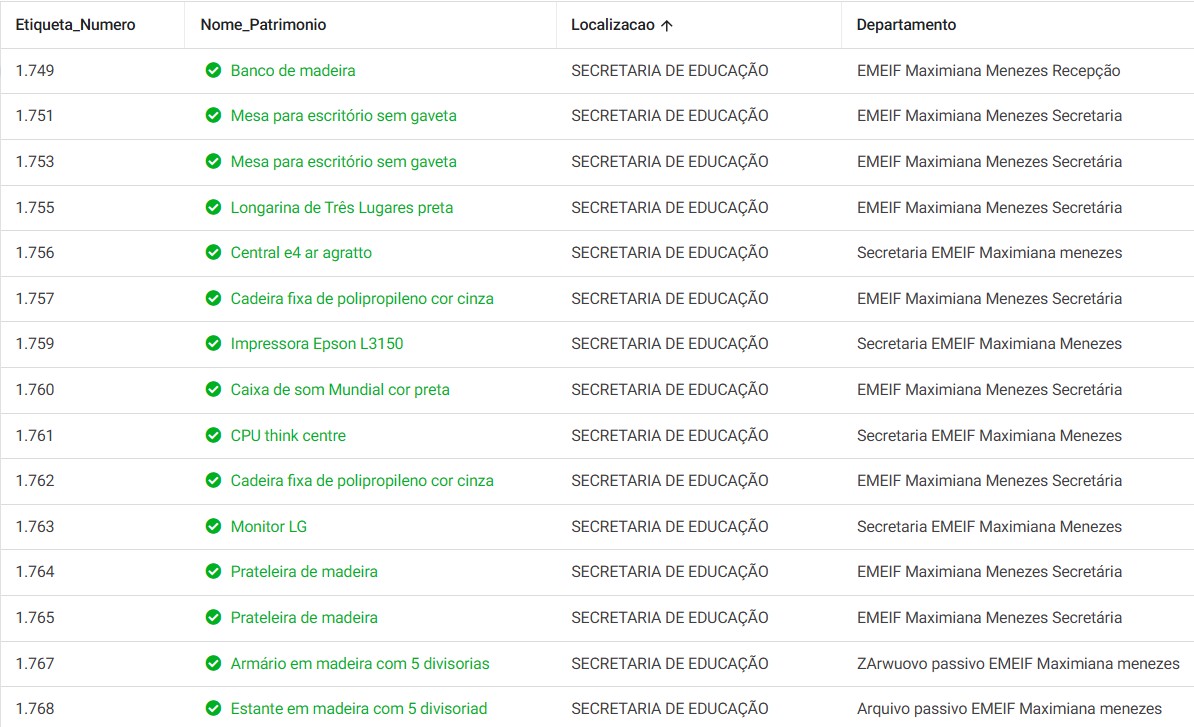 Etiqueta_Numero Nome_Patrimonio Localizacao ↑ Departamento
1.749 Banco de madeira SECRETARIA DE EDUCAÇÃO EMEIF Maximiana Menezes Recepção
1.751 Mesa para escritório sem gaveta SECRETARIA DE EDUCAÇÃO EMEIF Maximiana Menezes Secretaria
1.753 Mesa para escritório sem gaveta SECRETARIA DE EDUCAÇÃO EMEIF Maximiana Menezes Secretária
1.755 Longarina de Três Lugares preta SECRETARIA DE EDUCAÇÃO EMEIF Maximiana Menezes Secretária
1.756 Central e4 ar agratto SECRETARIA DE EDUCAÇÃO Secretaria EMEIF Maximiana menezes
1.757 Cadeira fixa de polipropileno cor cinza SECRETARIA DE EDUCAÇÃO EMEIF Maximiana Menezes Secretária
1.759 Impressora Epson L3150 SECRETARIA DE EDUCAÇÃO Secretaria EMEIF Maximiana Menezes
1.760 Caixa de som Mundial cor preta SECRETARIA DE EDUCAÇÃO EMEIF Maximiana Menezes Secretária
1.761 CPU think centre SECRETARIA DE EDUCAÇÃO Secretaria EMEIF Maximiana Menezes
1.762 Cadeira fixa de polipropileno cor cinza SECRETARIA DE EDUCAÇÃO EMEIF Maximiana Menezes Secretária
1.763 Monitor LG SECRETARIA DE EDUCAÇÃO Secretaria EMEIF Maximiana Menezes
1.764 Prateleira de madeira SECRETARIA DE EDUCAÇÃO EMEIF Maximiana Menezes Secretária
1.765 Prateleira de madeira SECRETARIA DE EDUCAÇÃO EMEIF Maximiana Menezes Secretária
1.767 Armário em madeira com 5 divisorias SECRETARIA DE EDUCAÇÃO ZArwuovo passivo EMEIF Maximiana menezes
1.768 Estante em madeira com 5 divisoriad SECRETARIA DE EDUCAÇÃO Arquivo passivo EMEIF Maximiana menezes